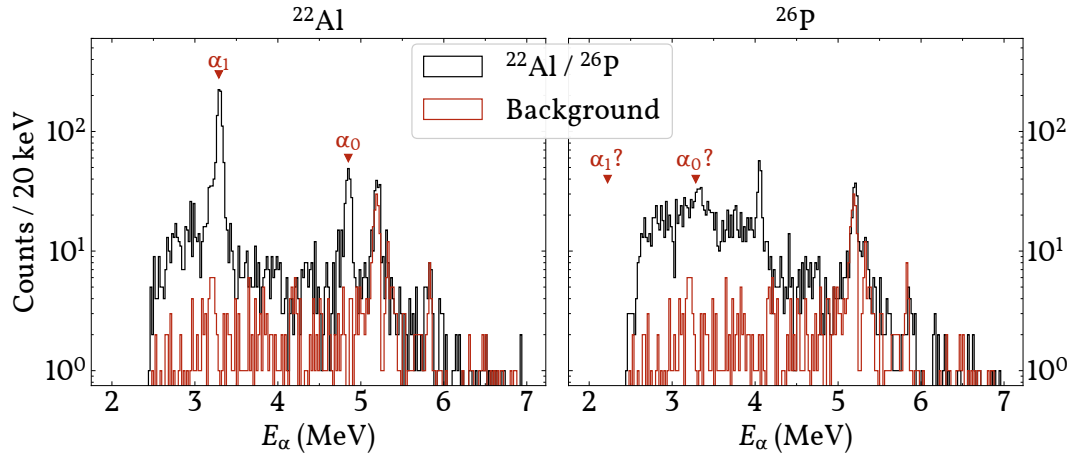 ²²Al
²⁶P
²²Al / ²⁶P
Background
α₁
α₀
α₁?
α₀?
Counts / 20 keV
10²
10¹
10⁰
10²
10¹
10⁰
2 3 4 5 6 7
2 3 4 5 6 7
E_α (MeV)
E_α (MeV)